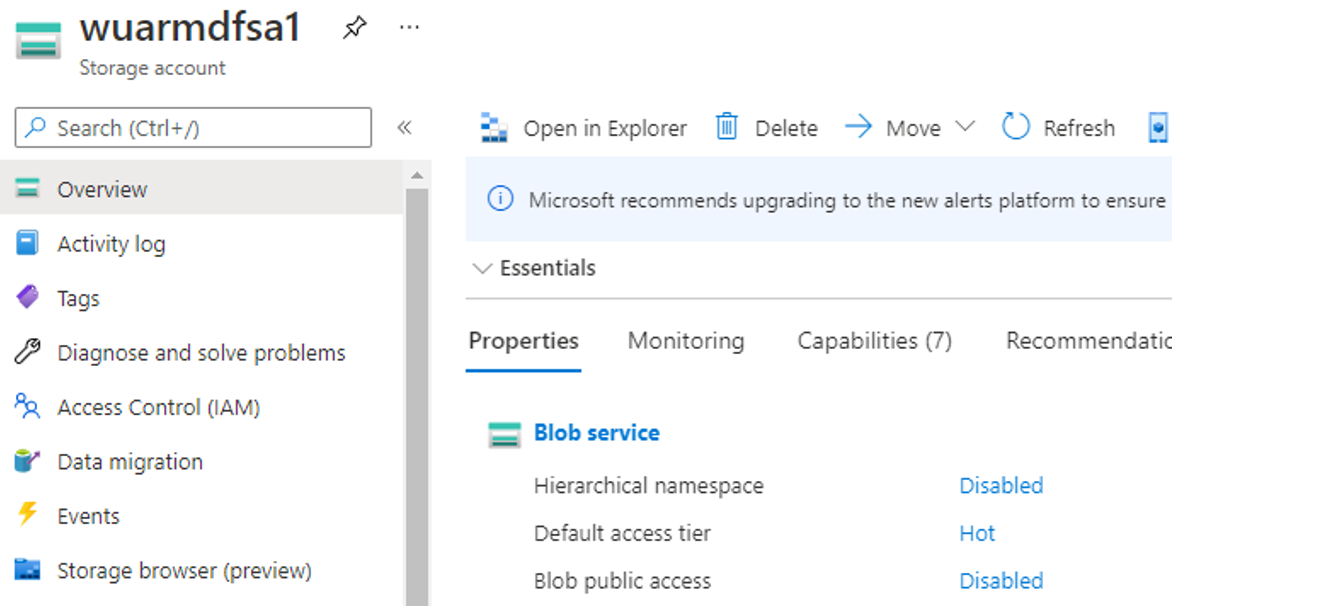 wuarmdfsa1 ...
Storage account
Search (Ctrl+/) «
Open in Explorer Delete Move Refresh
Overview
Microsoft recommends upgrading to the new alerts platform to ensure
Activity log
Essentials
Tags
Properties Monitoring Capabilities (7) Recommendatio
Diagnose and solve problems
Access Control (IAM)
Blob service
Data migration
Hierarchical namespace Disabled
Events
Default access tier Hot
Storage browser (preview)
Blob public access Disabled